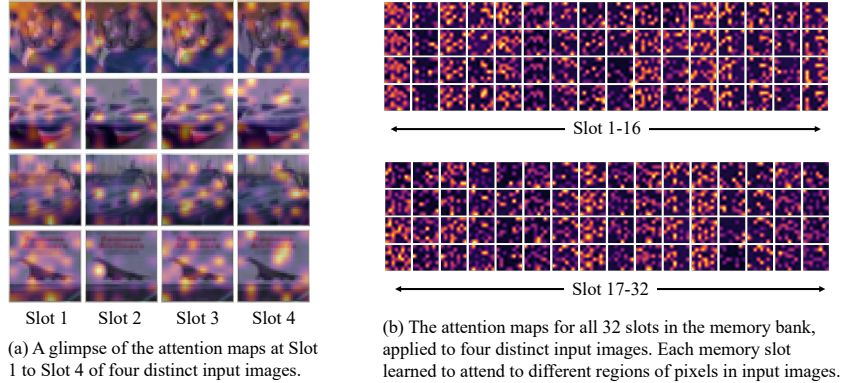 Slot 1 Slot 2 Slot 3 Slot 4
(a) A glimpse of the attention maps at Slot
1 to Slot 4 of four distinct input images.
Slot 1-16
Slot 17-32
(b) The attention maps for all 32 slots in the memory bank,
applied to four distinct input images. Each memory slot
learned to attend to different regions of pixels in input images.